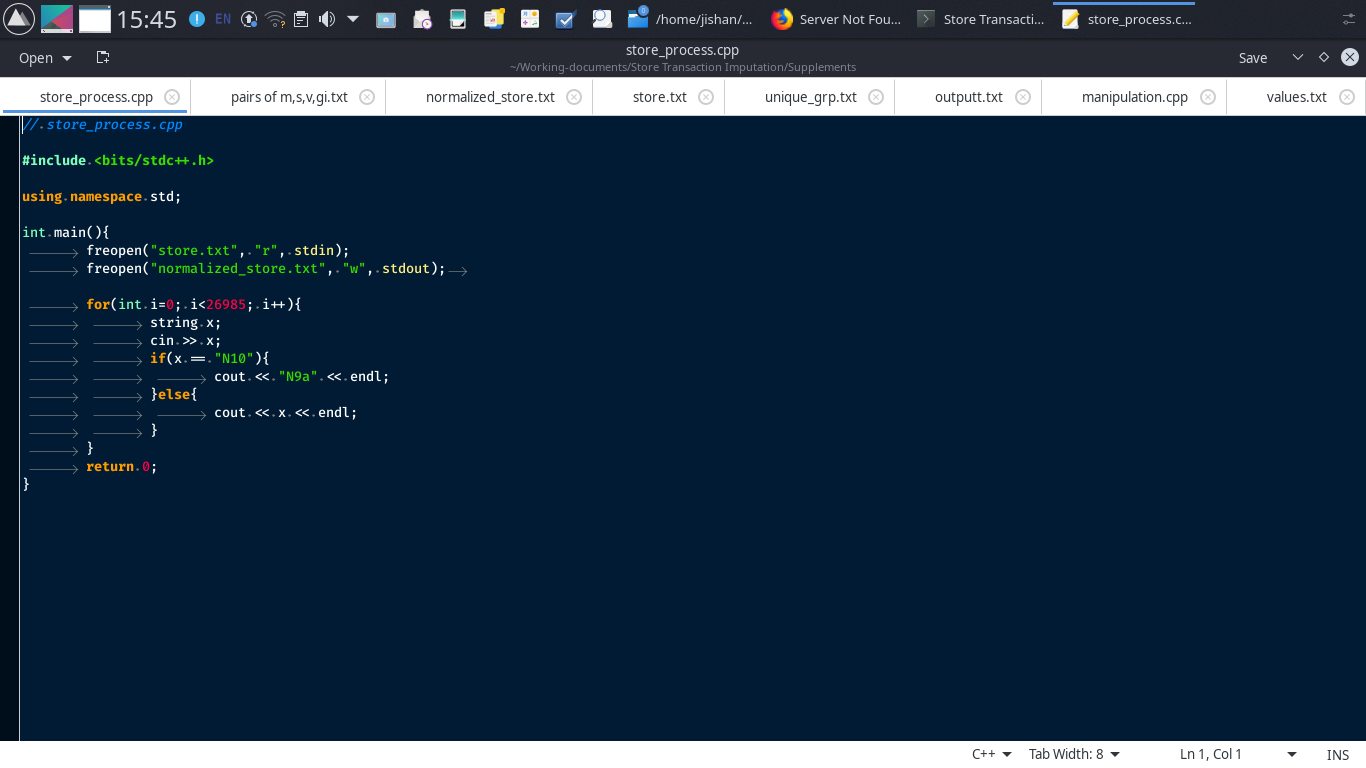 15:45 EN /home/jishan/... Server Not Fou... Store Transacti... store_process.c...
Open store_process.cpp Save
~/Working-documents/Store Transaction Imputation/Supplements
store_process.cpp pairs of m,s,v,gi.txt normalized_store.txt store.txt unique_grp.txt outputt.txt manipulation.cpp values.txt
// store_process.cpp
#include <bits/stdc++.h>
using namespace std;
int main(){
freopen("store.txt", "r", stdin);
freopen("normalized_store.txt", "w", stdout);
for(int i=0; i<26985; i++){
string x;
cin >> x;
if(x == "N10"){
cout << "N9a" << endl;
}else{
cout << x << endl;
}
}
return 0;
}
C++ Tab Width: 8 Ln 1, Col 1 INS